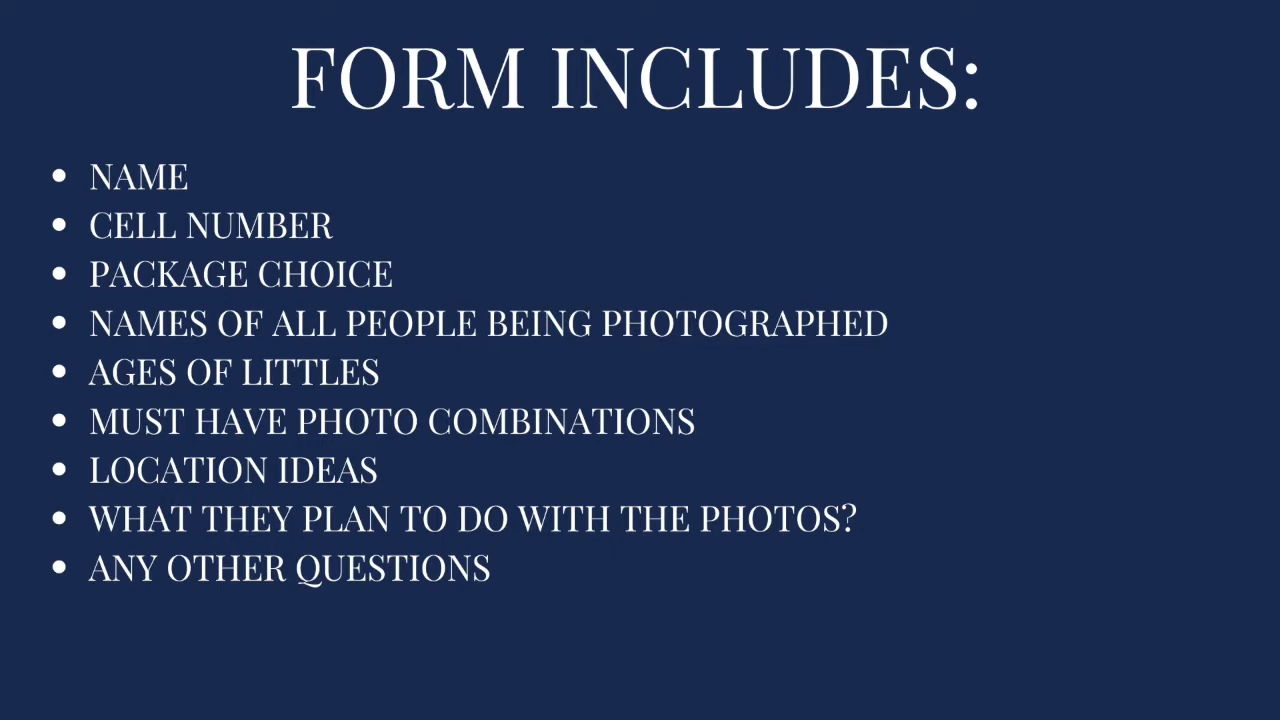 FORM INCLUDES:
• NAME
• CELL NUMBER
• PACKAGE CHOICE
• NAMES OF ALL PEOPLE BEING PHOTOGRAPHED
• AGES OF LITTLES
• MUST HAVE PHOTO COMBINATIONS
• LOCATION IDEAS
• WHAT THEY PLAN TO DO WITH THE PHOTOS?
• ANY OTHER QUESTIONS